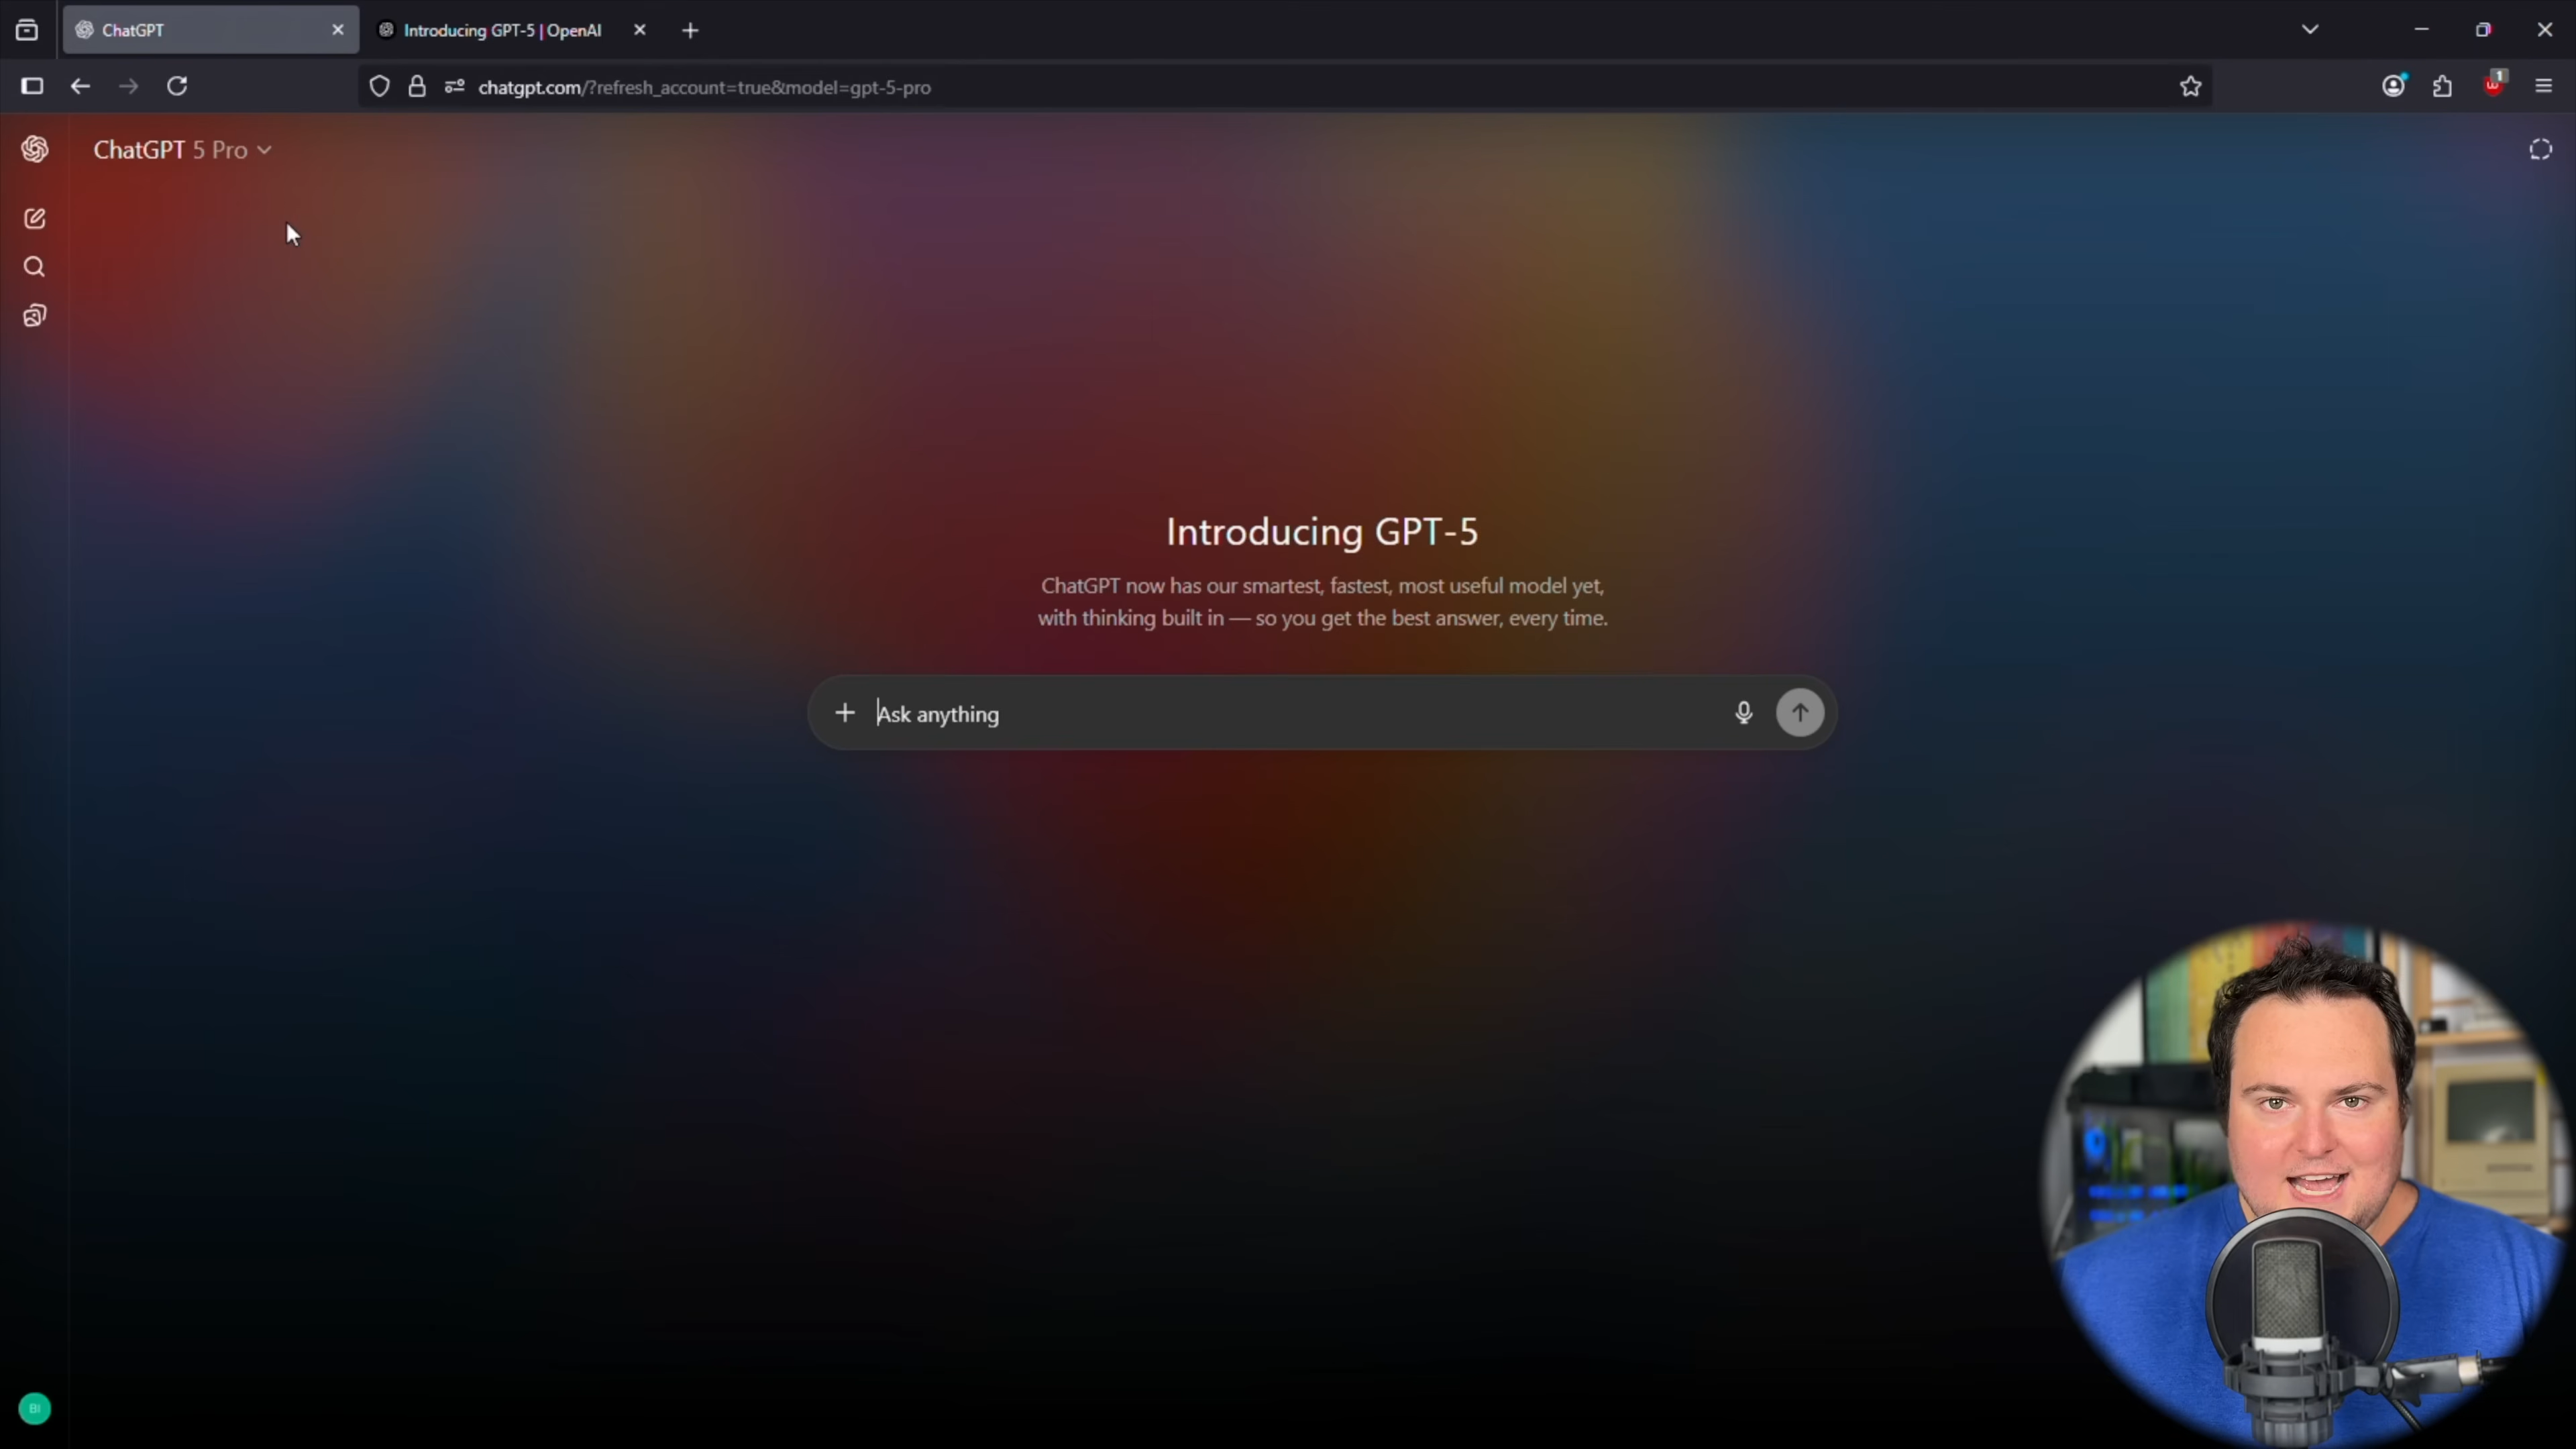 ChatGPT
Introducing GPT-5 | OpenAI
chatgpt.com/?refresh_account=true&model=gpt-5-pro
1
ChatGPT 5 Pro
Introducing GPT-5
ChatGPT now has our smartest, fastest, most useful model yet,
with thinking built in — so you get the best answer, every time.
Ask anything
BI